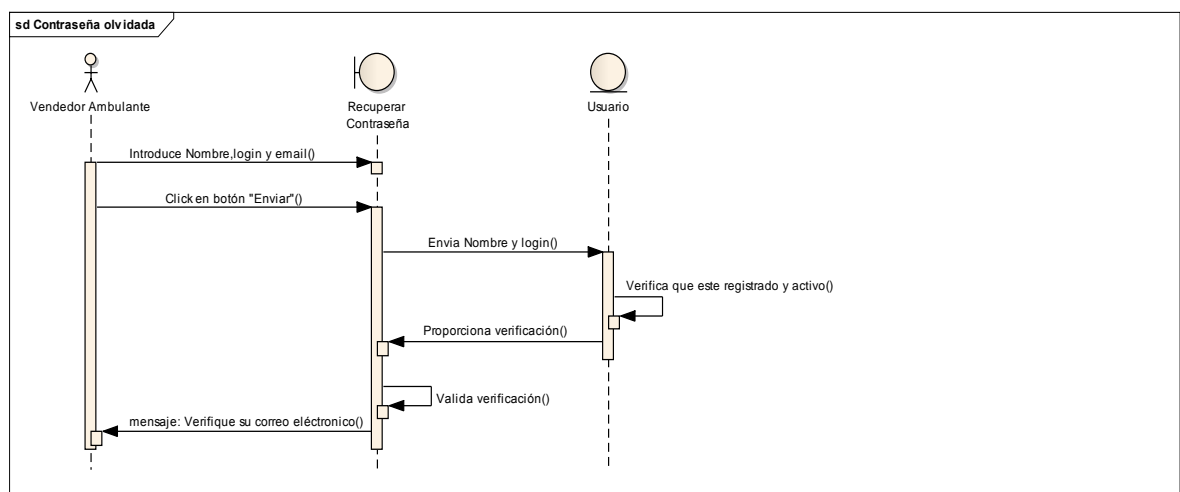 sd Contraseña olvidada
Vendedor Ambulante
Recuperar
Contraseña
Usuario
Introduce Nombre,login y email()
Click en botón "Enviar"()
Envia Nombre y login()
Verifica que este registrado y activo()
Proporciona verificación()
Valida verificación()
mensaje: Verifique su correo eléctronico()